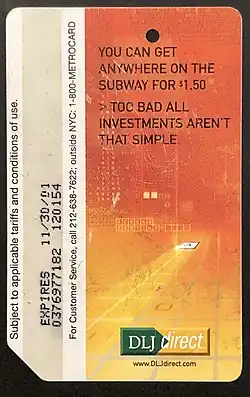 YOU CAN GET
ANYWHERE ON THE
SUBWAY FOR $1.50
> TOO BAD ALL
INVESTMENTS AREN'T
THAT SIMPLE.
DLJ direct
www.DLJdirect.com
Subject to applicable tariffs and conditions of use.
EXPIRES 11/30/01
0376977182 120154
For Customer Service, call 212-638-7622; outside NYC: 1-800-METROCARD